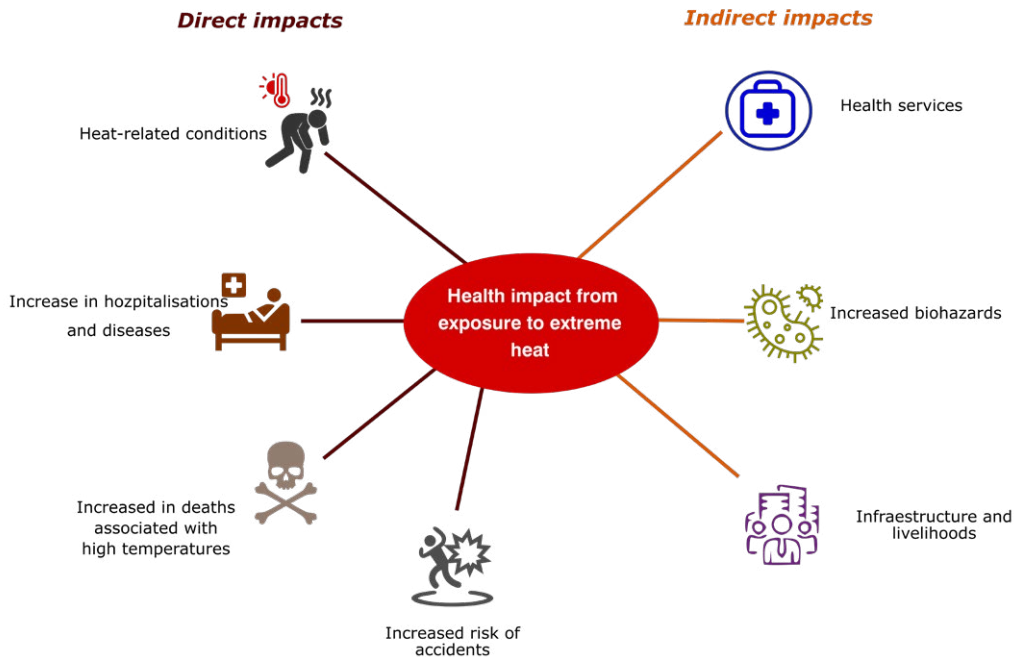 Direct impacts
Indirect impacts
Heat-related conditions
Health services
Increase in hozpitalisations
and diseases
Health impact from
exposure to extreme
heat
Increased biohazards
Increased in deaths
associated with
high temperatures
Infraestructure and
livelihoods
Increased risk of
accidents